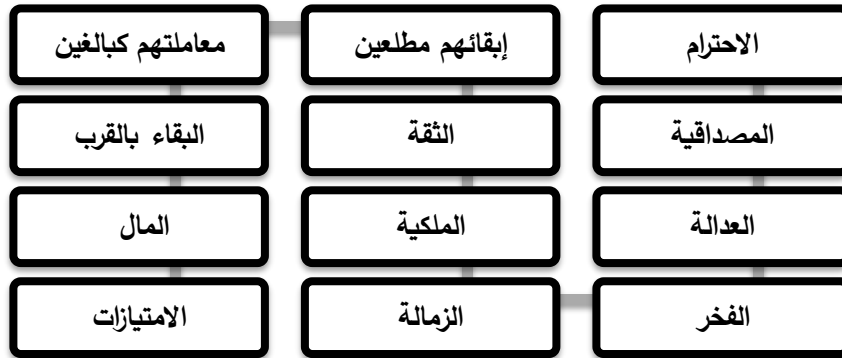 الاحترام
المصداقية
العدالة
الفخر
الزمالة
الملكية
الثقة
إبقائهم مطلعين
معاملتهم كبالغين
البقاء بالقرب
المال
الامتيازات